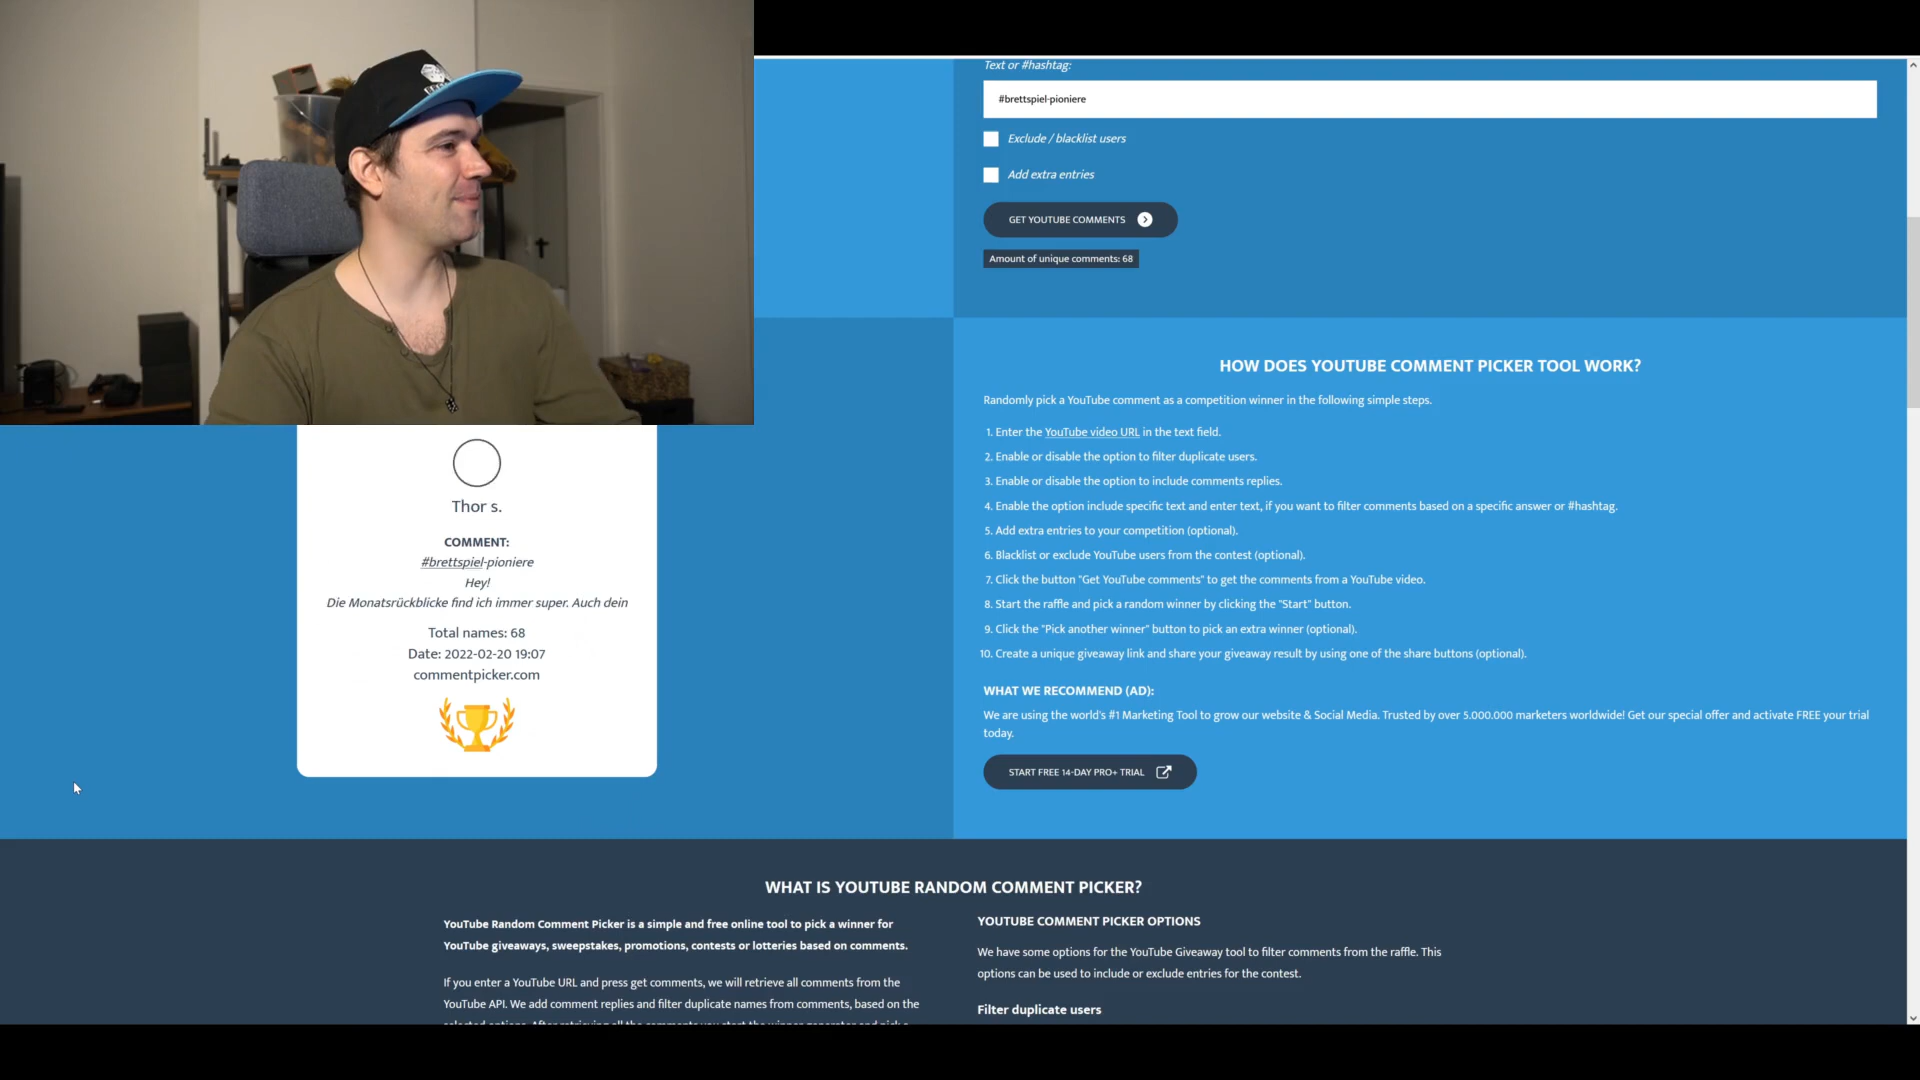 Text or #hashtag:
#brettspiel-pioniere
Exclude / blacklist users
Add extra entries
GET YOUTUBE COMMENTS
Amount of unique comments: 68
Thor s.
COMMENT:
#brettspiel-pioniere
Hey!
Die Monatsrückblicke find ich immer super. Auch dein
Total names: 68
Date: 2022-02-20 19:07
commentpicker.com
HOW DOES YOUTUBE COMMENT PICKER TOOL WORK?
Randomly pick a YouTube comment as a competition winner in the following simple steps.
1. Enter the YouTube video URL in the text field.
2. Enable or disable the option to filter duplicate users.
3. Enable or disable the option to include comments replies.
4. Enable the option include specific text and enter text, if you want to filter comments based on a specific answer or #hashtag.
5. Add extra entries to your competition (optional).
6. Blacklist or exclude YouTube users from the contest (optional).
7. Click the button "Get YouTube comments" to get the comments from a YouTube video.
8. Start the raffle and pick a random winner by clicking the "Start" button.
9. Click the "Pick another winner" button to pick an extra winner (optional).
10. Create a unique giveaway link and share your giveaway result by using one of the share buttons (optional).
WHAT WE RECOMMEND (AD):
We are using the world's #1 Marketing Tool to grow our website & Social Media. Trusted by over 5.000.000 marketers worldwide! Get our special offer and activate FREE your trial
today.
START FREE 14-DAY PRO+ TRIAL
WHAT IS YOUTUBE RANDOM COMMENT PICKER?
YouTube Random Comment Picker is a simple and free online tool to pick a winner for
YouTube giveaways, sweepstakes, promotions, contests or lotteries based on comments.
If you enter a YouTube URL and press get comments, we will retrieve all comments from the
YouTube API. We add comment replies and filter duplicate names from comments, based on the
YOUTUBE COMMENT PICKER OPTIONS
We have some options for the YouTube Giveaway tool to filter comments from the raffle. This
options can be used to include or exclude entries for the contest.
Filter duplicate users